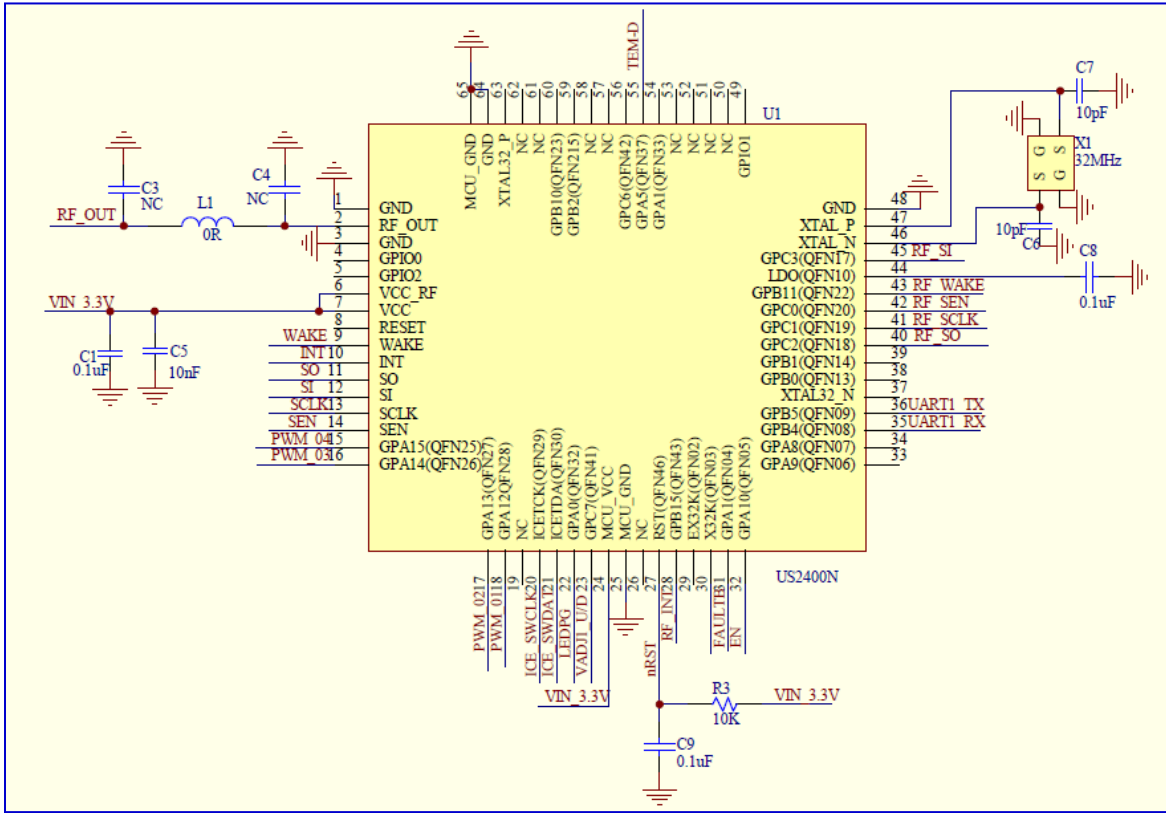 TEM-D
65 64 63 62 61 60 59 58 57 56 55 54 53 52 51 50 49
U1
MCU_GND
GND
XTAL32_P
NC
NC
GPB10(QFN23)
GPB2(QFN215)
NC
NC
GPC6(QFN42)
GPA5(QFN37)
GPA1(QFN33)
NC
NC
NC
NC
GPIO1
C3
NC
C4
NC
RF_OUT
L1
0R
1 GND
2 RF_OUT
3 GND
4 GPIO0
5 GPIO2
6 VCC_RF
VIN_3.3V
7 VCC
8 RESET
WAKE 9 WAKE
INT 10 INT
SO 11 SO
SI 12 SI
SCLK 13 SCLK
SEN 14 SEN
PWM_04 15 GPA15(QFN25)
PWM_03 16 GPA14(QFN26)
C1
0.1uF
C5
10nF
GND 48
XTAL_P 47
XTAL_N 46
GPC3(QFN17) 45 RF_SI
LDO(QFN10) 44
GPB11(QFN22) 43 RF_WAKE
GPC0(QFN20) 42 RF_SEN
GPC1(QFN19) 41 RF_SCLK
GPC2(QFN18) 40 RF_SO
GPB1(QFN14) 39
GPB0(QFN13) 38
XTAL32_N 37
GPB5(QFN09) 36 UART1_TX
GPB4(QFN08) 35 UART1_RX
GPA8(QFN07) 34
GPA9(QFN06) 33
C7
10pF
G S
S G
X1
32MHz
10pF
C6
C8
0.1uF
GPA13(QFN27)
GPA12(QFN28)
NC
ICETCK(QFN29)
ICETDA(QFN30)
GPA0(QFN32)
GPC7(QFN41)
MCU_VCC
MCU_GND
NC
RST(QFN46)
GPB15(QFN43)
EX32K(QFN02)
X32K(QFN03)
GPA1(QFN04)
GPA10(QFN05)
US2400N
PWM_02 17
PWM_01 18
19
ICE_SWCLK 20
ICE_SWDAT 21
LEDPG 22
VADJ1_U/D 23
24
25
26
nRST 27
RF_INT 28
29
30
FAULTB 31
EN 32
VIN_3.3V
R3
10K
VIN_3.3V
C9
0.1uF